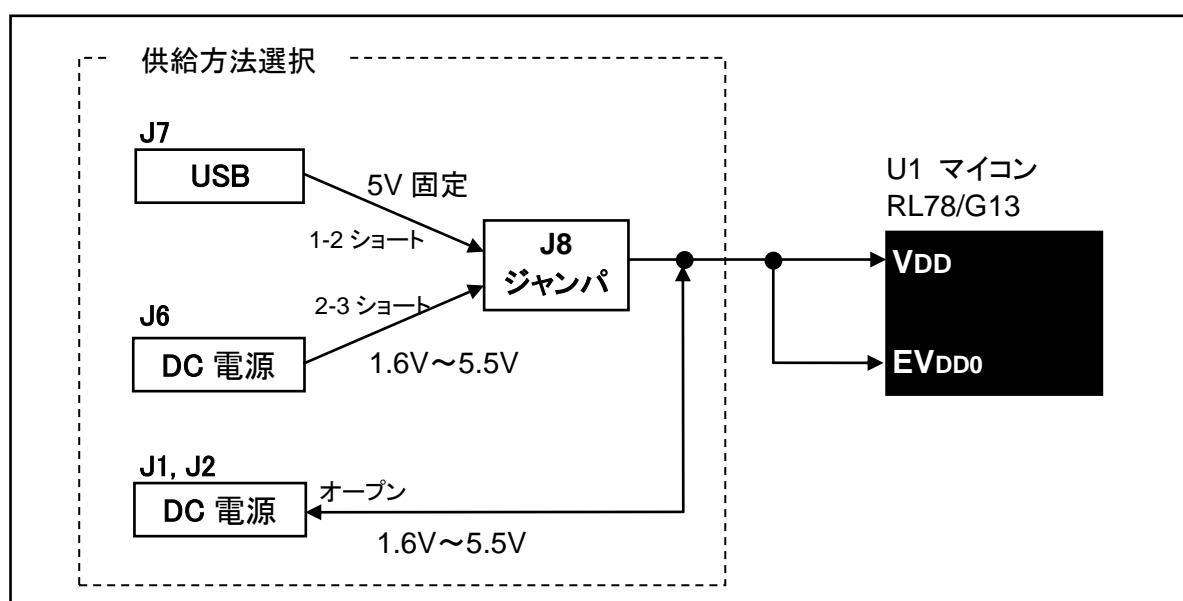 供給方法選択
J7
USB
5V 固定
1-2 ショート
J8
ジャンパ
2-3 ショート
J6
DC 電源
1.6V～5.5V
J1, J2
DC 電源
オープン
1.6V～5.5V
U1 マイコン
RL78/G13
VDD
EVDD0